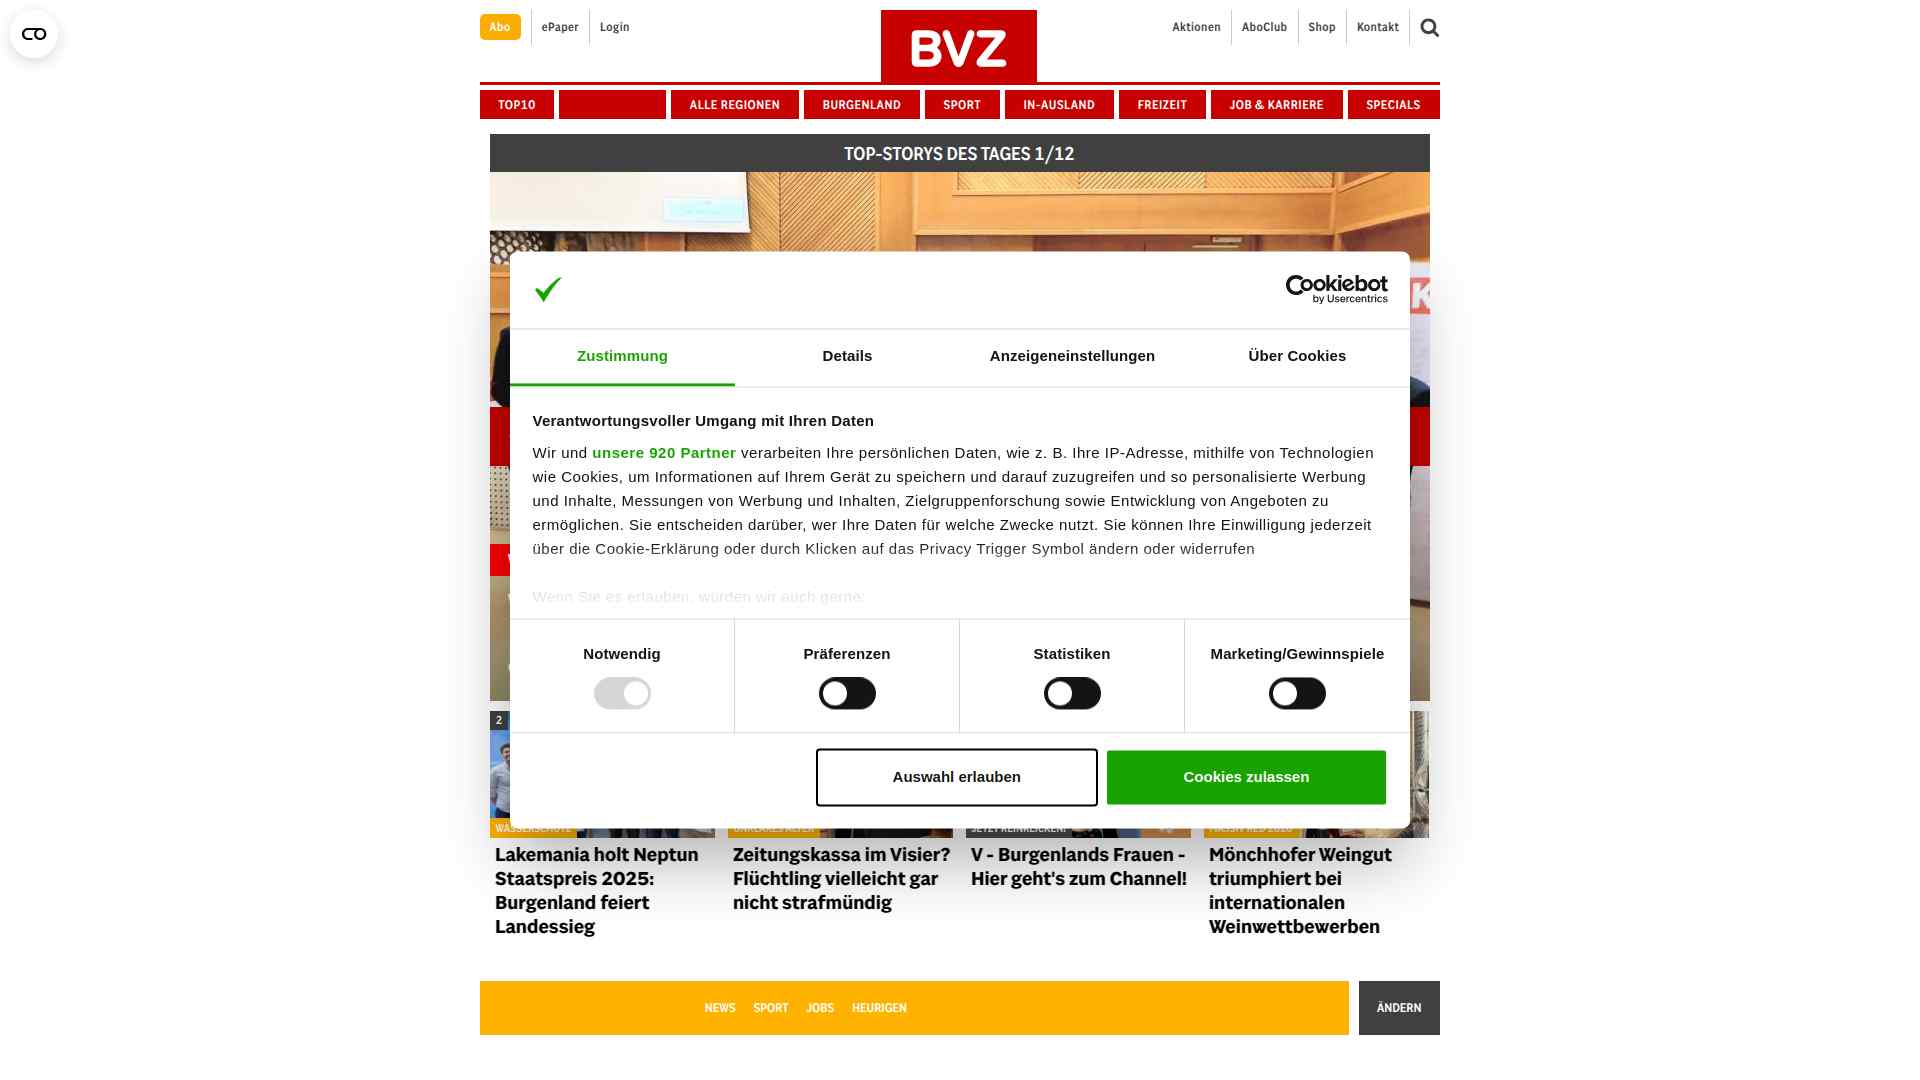 Abo
ePaper
Login
BVZ
Aktionen
AboClub
Shop
Kontakt
TOP10
ALLE REGIONEN
BURGENLAND
SPORT
IN-AUSLAND
FREIZEIT
JOB & KARRIERE
SPECIALS
TOP-STORYS DES TAGES 1/12
Cookiebot
by Usercentrics
Zustimmung
Details
Anzeigeneinstellungen
Über Cookies
Verantwortungsvoller Umgang mit Ihren Daten
Wir und unsere 920 Partner verarbeiten Ihre persönlichen Daten, wie z. B. Ihre IP-Adresse, mithilfe von Technologien
wie Cookies, um Informationen auf Ihrem Gerät zu speichern und darauf zuzugreifen und so personalisierte Werbung
und Inhalte, Messungen von Werbung und Inhalten, Zielgruppenforschung sowie Entwicklung von Angeboten zu
ermöglichen. Sie entscheiden darüber, wer Ihre Daten für welche Zwecke nutzt. Sie können Ihre Einwilligung jederzeit
über die Cookie-Erklärung oder durch Klicken auf das Privacy Trigger Symbol ändern oder widerrufen
Wenn Sie es erlauben, würden wir auch gerne:
Notwendig
Präferenzen
Statistiken
Marketing/Gewinnspiele
Auswahl erlauben
Cookies zulassen
2
Lakemania holt Neptun
Staatspreis 2025:
Burgenland feiert
Landessieg
Zeitungskassa im Visier?
Flüchtling vielleicht gar
nicht strafmündig
V - Burgenlands Frauen -
Hier geht's zum Channel!
Mönchhofer Weingut
triumphiert bei
internationalen
Weinwettbewerben
NEWS
SPORT
JOBS
HEURIGEN
ÄNDERN